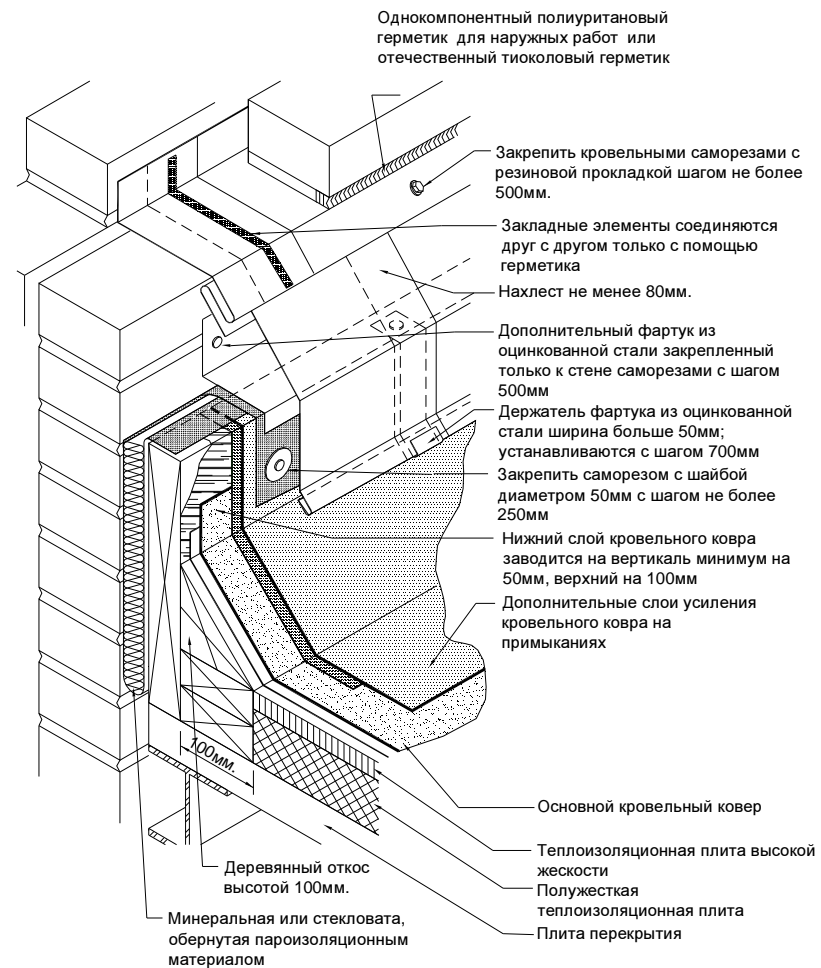 Однокомпонентный полиуритановый
герметик для наружных работ или
отечественный тиоколовый герметик
Закрепить кровельными саморезами с
резиновой прокладкой шагом не более
500мм.
Закладные элементы соединяются
друг с другом только с помощью
герметика
Нахлест не менее 80мм.
Дополнительный фартук из
оцинкованной стали закрепленный
только к стене саморезами с шагом
500мм
Держатель фартука из оцинкованной
стали ширина больше 50мм;
устанавливаются с шагом 700мм
Закрепить саморезом с шайбой
диаметром 50мм с шагом не более
250мм
Нижний слой кровельного ковра
заводится на вертикаль минимум на
50мм, верхний на 100мм
Дополнительные слои усиления
кровельного ковра на
примыканиях
100мм.
Основной кровельный ковер
Теплоизоляционная плита высокой
жескости
Полужесткая
теплоизоляционная плита
Плита перекрытия
Деревянный откос
высотой 100мм.
Минеральная или стекловата,
обернутая пароизоляционным
материалом